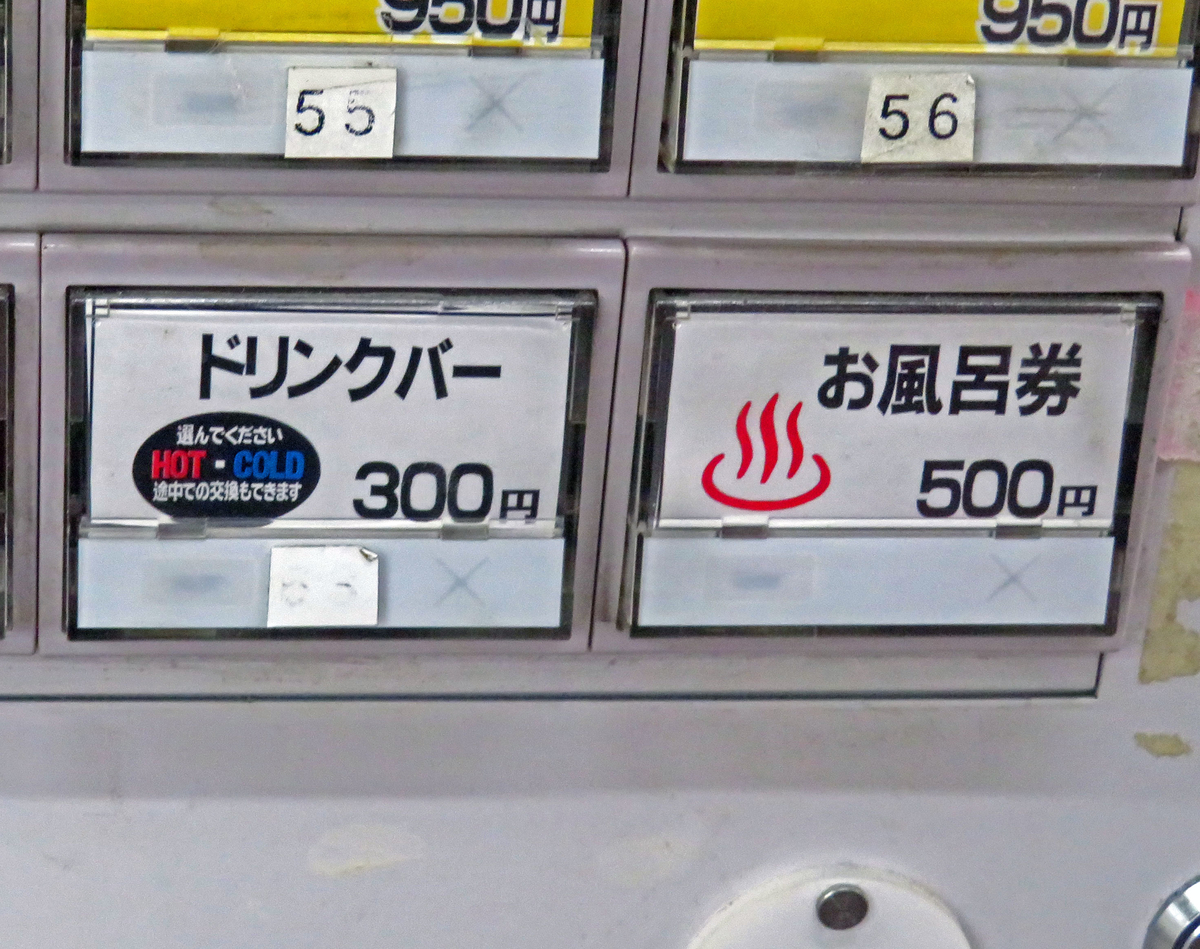 950円
950円
55
56
ドリンクバー
選んでください
HOT・COLD
途中での交換もできます
300円
お風呂券
500円